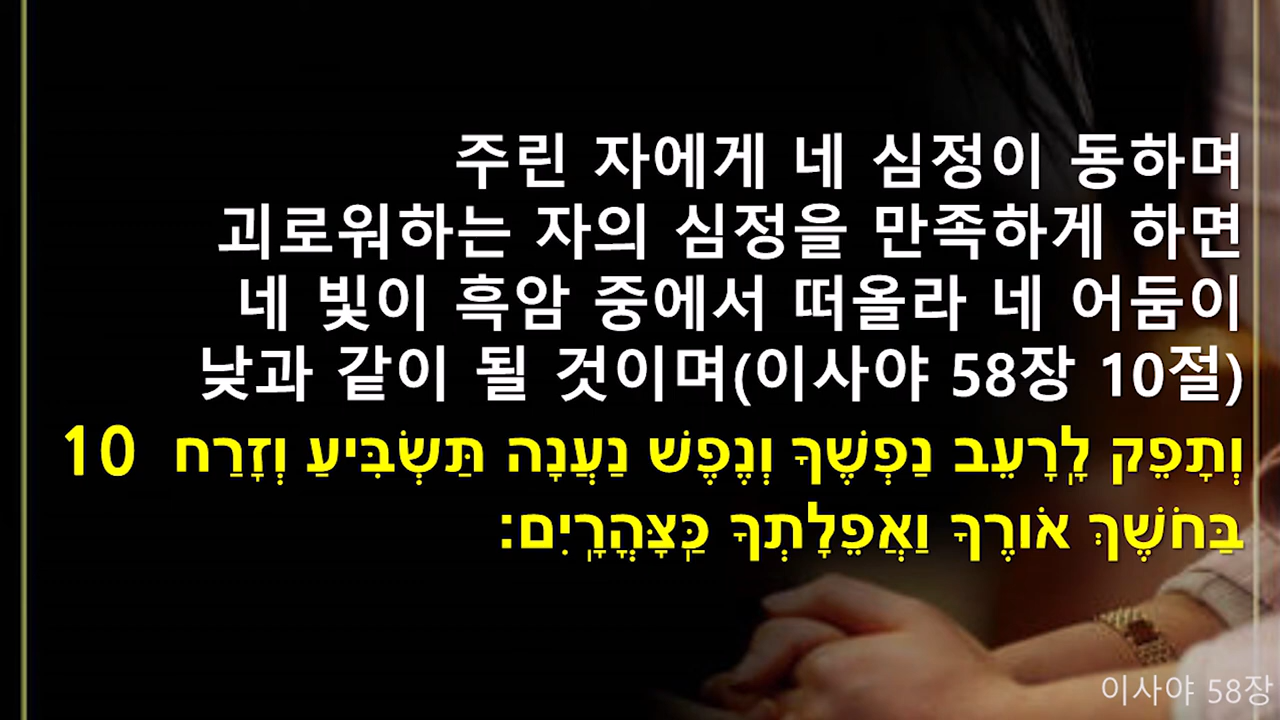 주린 자에게 네 심정이 동하며
괴로워하는 자의 심정을 만족하게 하면
네 빛이 흑암 중에서 떠올라 네 어둠이
낮과 같이 될 것이며(이사야 58장 10절)
10 וְתָפֵק לָֽרָעֵב נַפְשֶׁךָ וְנֶפֶשׁ נַעֲנָה תַּשְׂבִּיעַ וְזָרַח
בַּחֹשֶׁךְ אֹורֶךָ וַאֲפֵלָתְךָ כַּֽצָּהֳרָֽיִם׃
이사야 58장